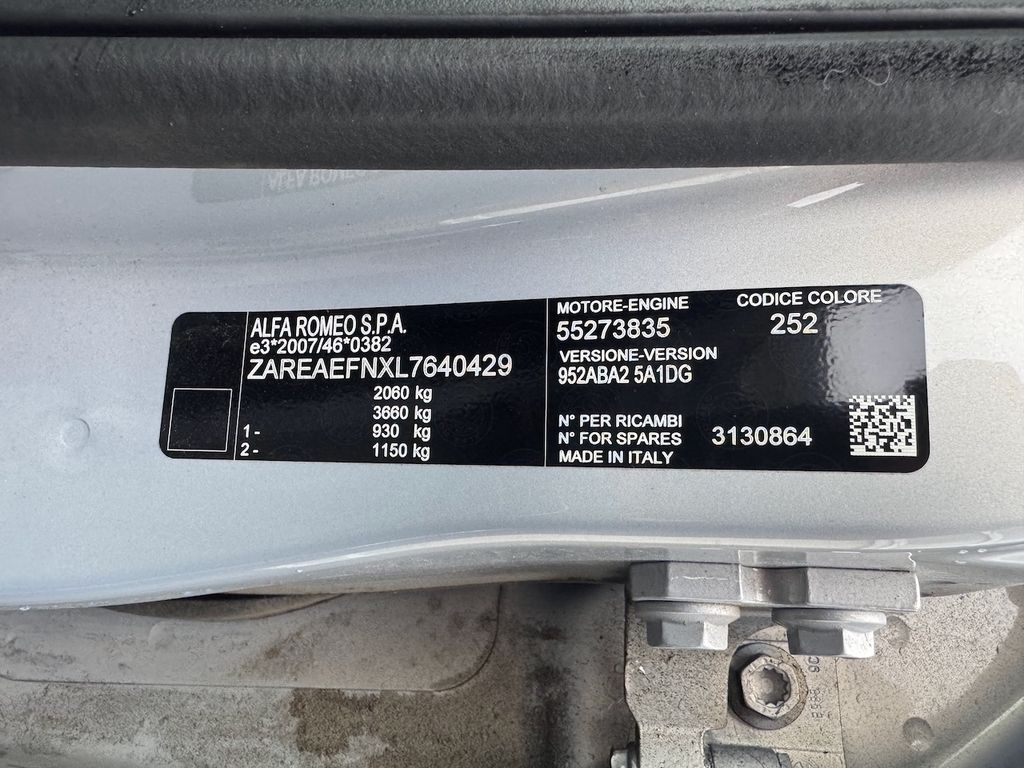 ALFA ROMEO S.P.A.
e3*2007/46*0382
ZAREAEFNXL7640429
2060 kg
3660 kg
1- 930 kg
2- 1150 kg
MOTORE-ENGINE
55273835
CODICE COLORE
252
VERSIONE-VERSION
952ABA2 5A1DG
N° PER RICAMBI
N° FOR SPARES 3130864
MADE IN ITALY